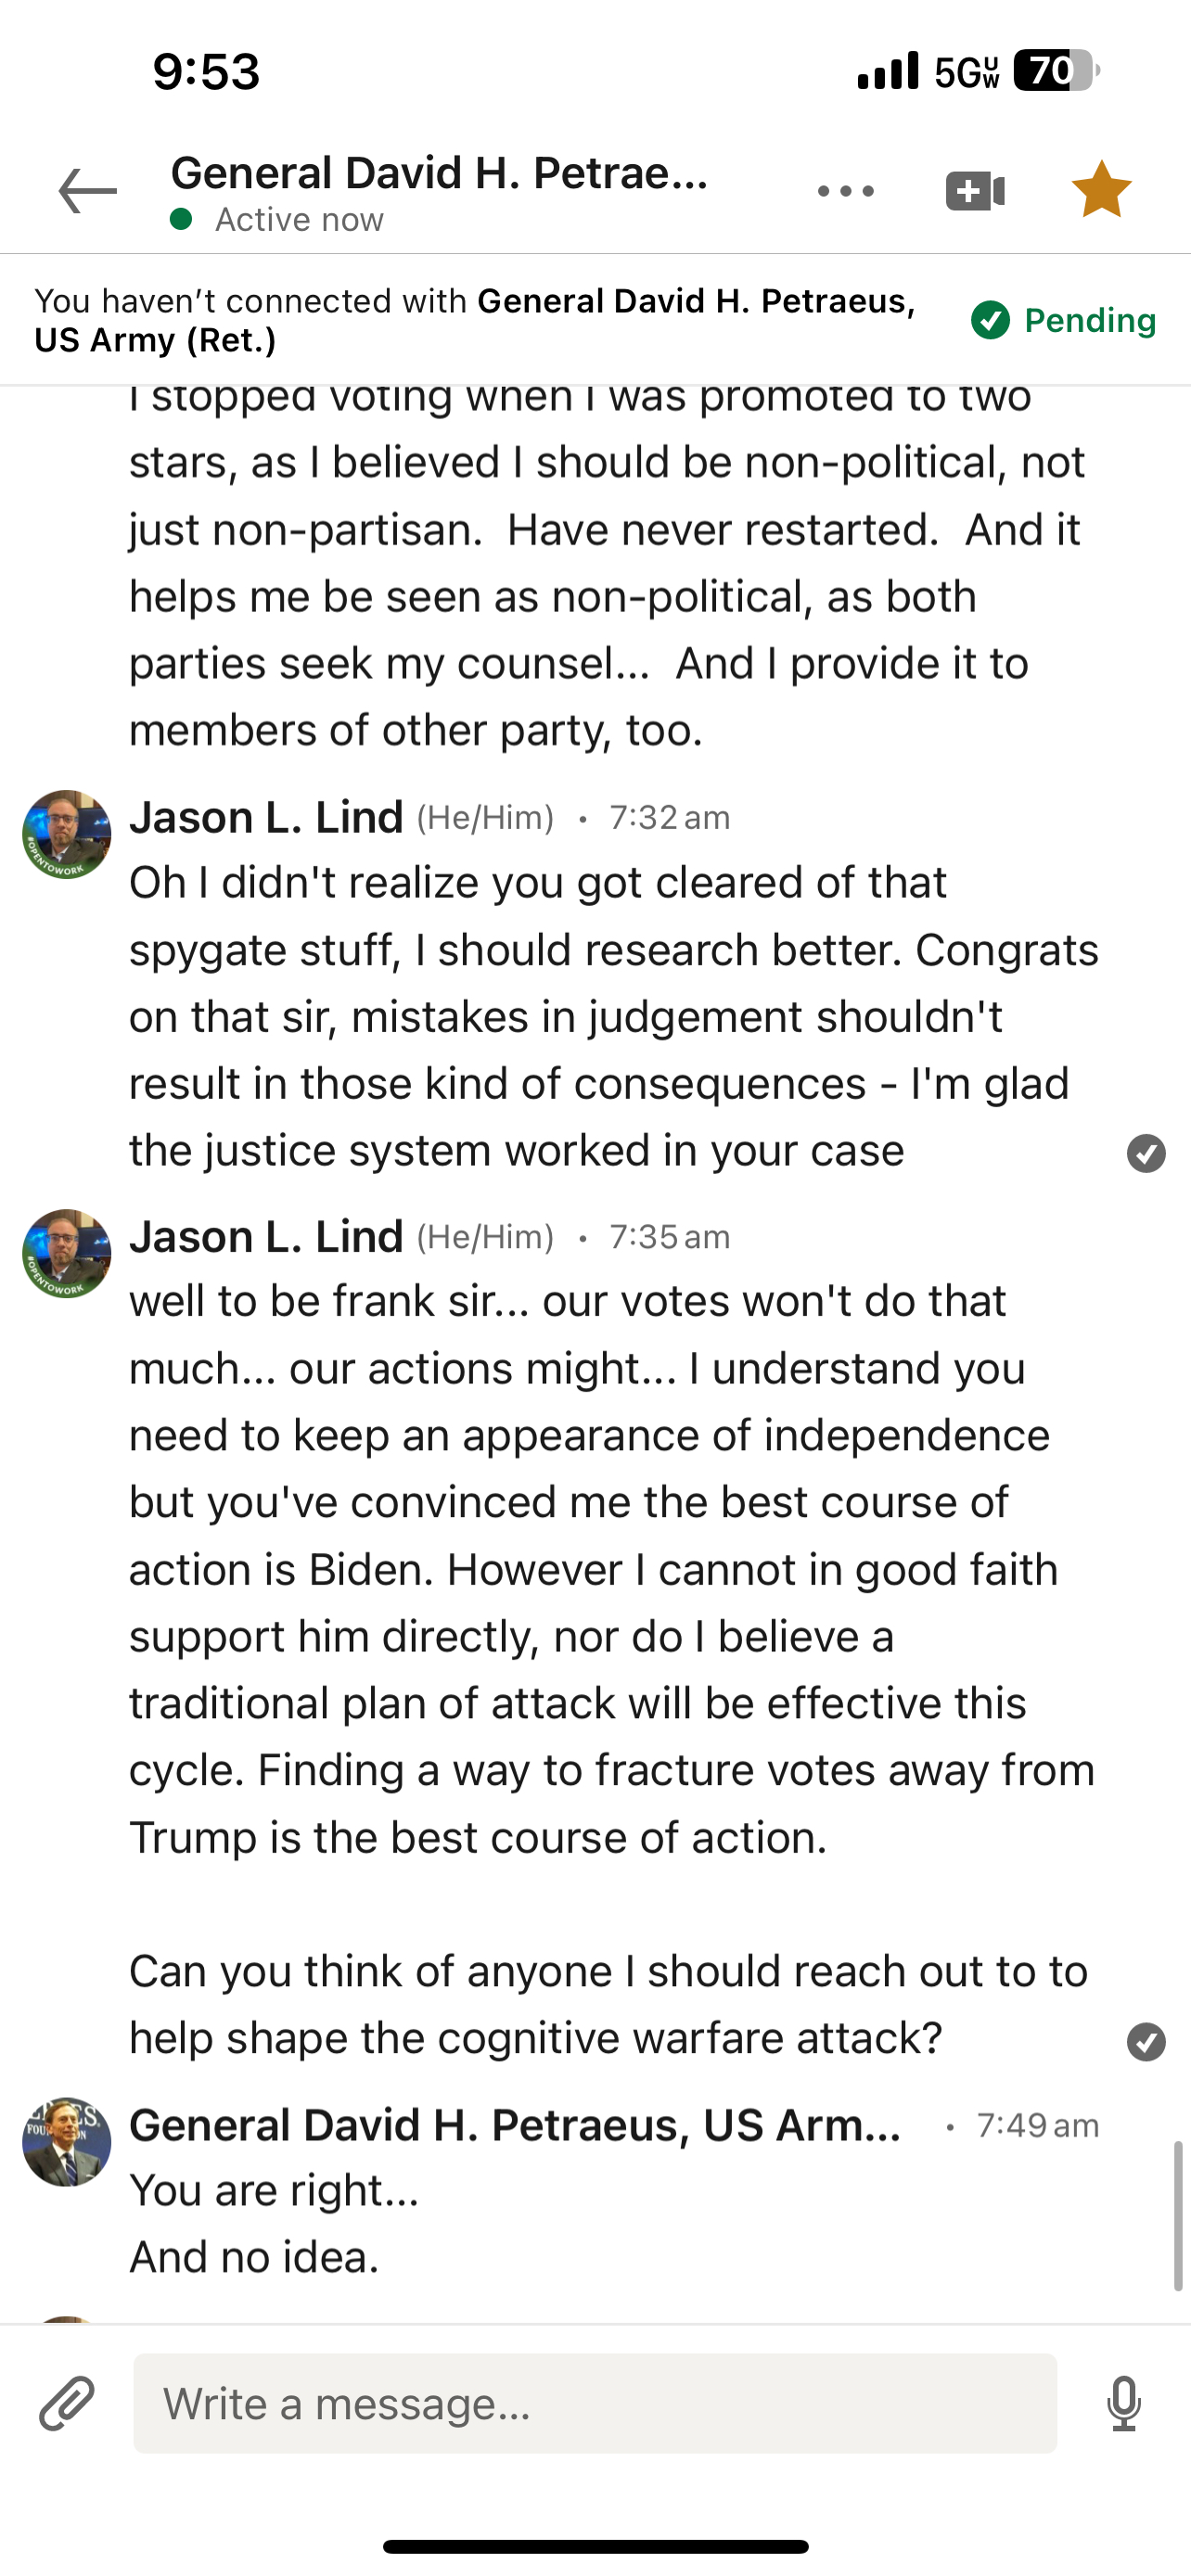 9:53
5G UW 70
General David H. Petrae...
Active now
You haven't connected with General David H. Petraeus,
US Army (Ret.)
Pending
I stopped voting when I was promoted to two
stars, as I believed I should be non-political, not
just non-partisan.  Have never restarted.  And it
helps me be seen as non-political, as both
parties seek my counsel...  And I provide it to
members of other party, too.
Jason L. Lind (He/Him) • 7:32 am
#OPENTOWORK
Oh I didn't realize you got cleared of that
spygate stuff, I should research better. Congrats
on that sir, mistakes in judgement shouldn't
result in those kind of consequences - I'm glad
the justice system worked in your case
Jason L. Lind (He/Him) • 7:35 am
#OPENTOWORK
well to be frank sir... our votes won't do that
much... our actions might... I understand you
need to keep an appearance of independence
but you've convinced me the best course of
action is Biden. However I cannot in good faith
support him directly, nor do I believe a
traditional plan of attack will be effective this
cycle. Finding a way to fracture votes away from
Trump is the best course of action.
Can you think of anyone I should reach out to to
help shape the cognitive warfare attack?
General David H. Petraeus, US Arm... • 7:49 am
You are right...
And no idea.
Write a message...